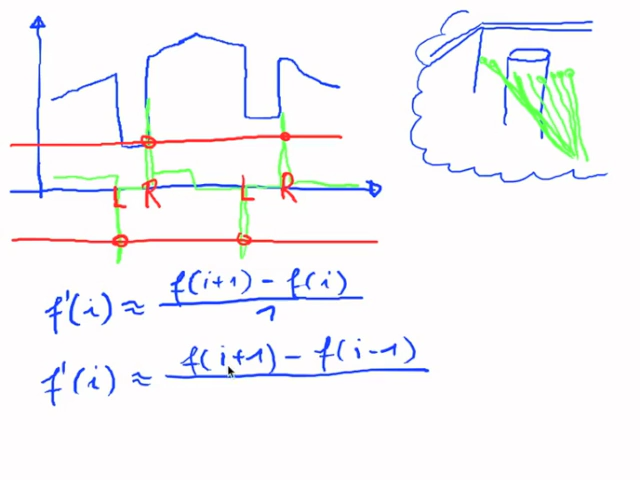 L R L R
f'(i) ≈ f(i+1) - f(i) / 1
f'(i) ≈ f(i+1) - f(i-1)